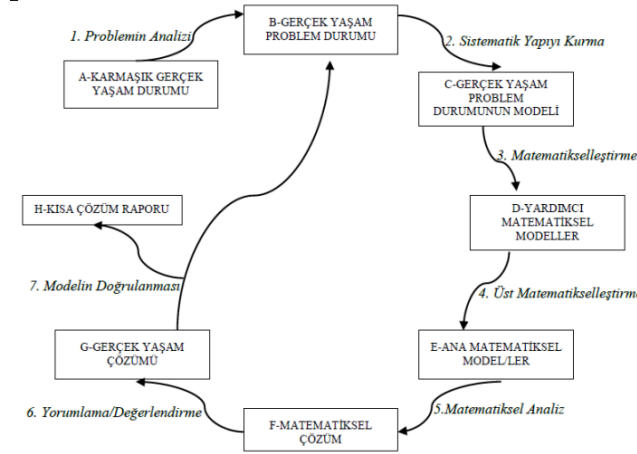 1. Problemin Analizi
B-GERÇEK YAŞAM
PROBLEM DURUMU
2. Sistematik Yapıyı Kurma
A-KARMAŞIK GERÇEK
YAŞAM DURUMU
C-GERÇEK YAŞAM
PROBLEM
DURUMUNUN MODELİ
3. Matematikselleştirme
H-KISA ÇÖZÜM RAPORU
D-YARDIMCI
MATEMATİKSEL
MODELLER
7. Modelin Doğrulanması
4. Üst Matematikselleştirme
G-GERÇEK YAŞAM
ÇÖZÜMÜ
E-ANA MATEMATİKSEL
MODEL/LER
6. Yorumlama/Değerlendirme
5.Matematiksel Analiz
F-MATEMATİKSEL
ÇÖZÜM